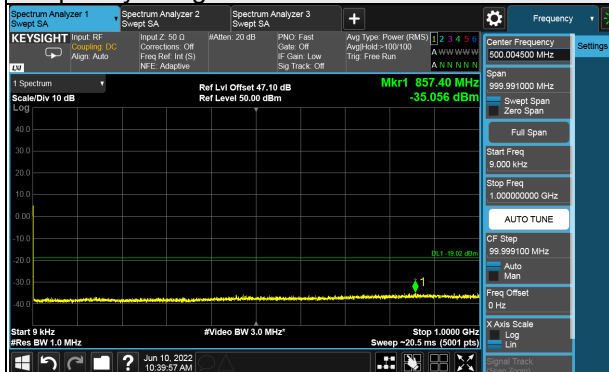 Spectrum Analyzer 1
Swept SA
Spectrum Analyzer 2
Swept SA
Spectrum Analyzer 3
Swept SA
+
Frequency
KEYSIGHT
Input: RF
Coupling: DC
Align: Auto
Input Z: 50 Ω
Corrections: Off
Freq Ref: Int (S)
NFE: Adaptive
#Atten: 20 dB
PNO: Fast
Gate: Off
IF Gain: Low
Sig Track: Off
Avg Type: Power (RMS)
Avg|Hold:>100/100
Trig: Free Run
1 2 3 4 5 6
A W W W W W
A N N N N N
LXI
1 Spectrum
Scale/Div 10 dB
Log
Ref Lvl Offset 47.10 dB
Ref Level 50.00 dBm
Mkr1 857.40 MHz
-35.056 dBm
40.0
30.0
20.0
10.0
0.00
-10.0
-20.0
-30.0
-40.0
DL1 -19.02 dBm
1
Start 9 kHz
#Res BW 1.0 MHz
#Video BW 3.0 MHz*
Stop 1.0000 GHz
Sweep ~20.5 ms (5001 pts)
?
Jun 10, 2022
10:39:57 AM
Center Frequency
500.004500 MHz
Settings
Span
999.991000 MHz
Swept Span
Zero Span
Full Span
Start Freq
9.000 kHz
Stop Freq
1.000000000 GHz
AUTO TUNE
CF Step
99.999100 MHz
Auto
Man
Freq Offset
0 Hz
X Axis Scale
Log
Lin
Signal Track
(Span Zoom)